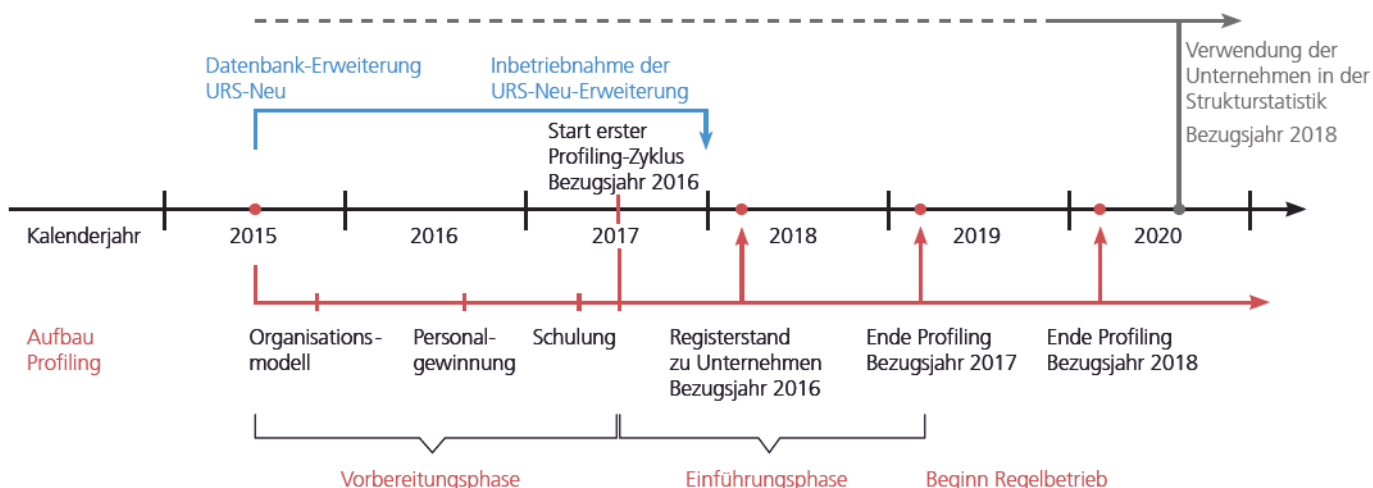 Verwendung der
Unternehmen in der
Strukturstatistik
Bezugsjahr 2018
Datenbank-Erweiterung
URS-Neu
Inbetriebnahme der
URS-Neu-Erweiterung
Start erster
Profiling-Zyklus
Bezugsjahr 2016
Kalenderjahr
2015
2016
2017
2018
2019
2020
Aufbau
Profiling
Organisations-
modell
Personal-
gewinnung
Schulung
Registerstand
zu Unternehmen
Bezugsjahr 2016
Ende Profiling
Bezugsjahr 2017
Ende Profiling
Bezugsjahr 2018
Vorbereitungsphase
Einführungsphase
Beginn Regelbetrieb